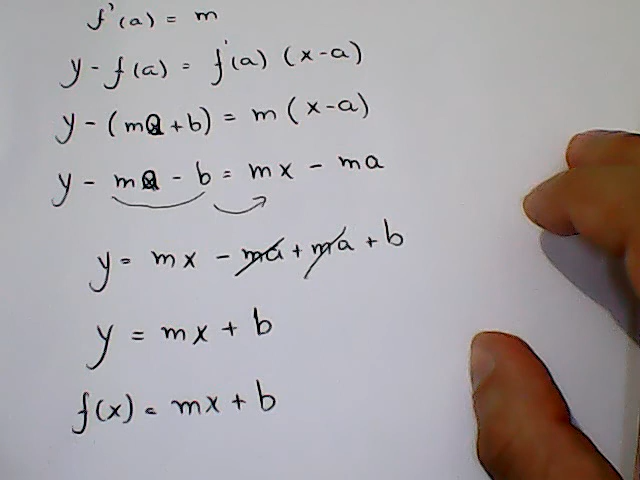 f'(a) = m
y - f(a) = f'(a) (x-a)
y - (ma + b) = m (x-a)
y - ma - b = mx - ma
y = mx - ma + ma + b
y = mx + b
f(x) = mx + b